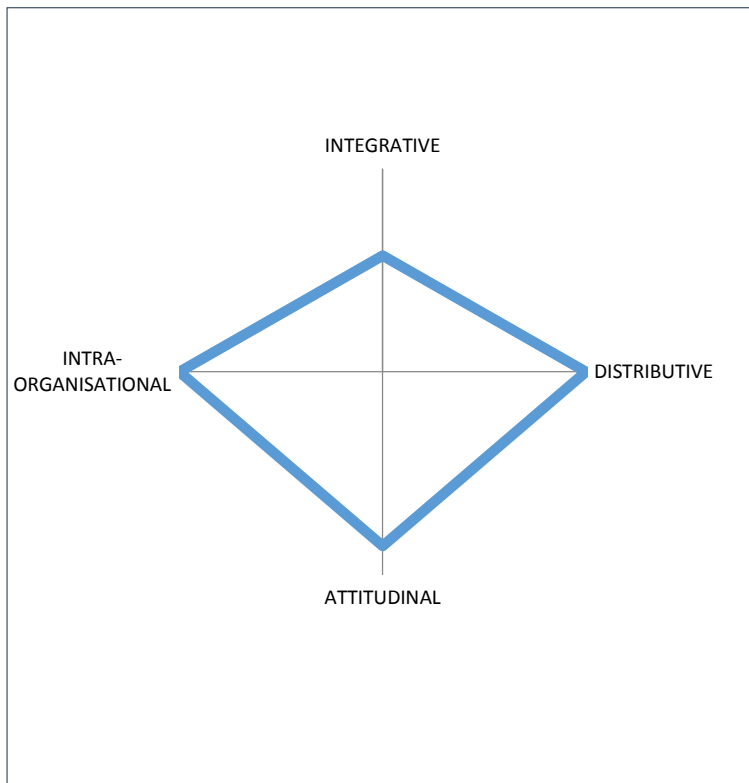 INTEGRATIVE
INTRA-
ORGANISATIONAL
DISTRIBUTIVE
ATTITUDINAL